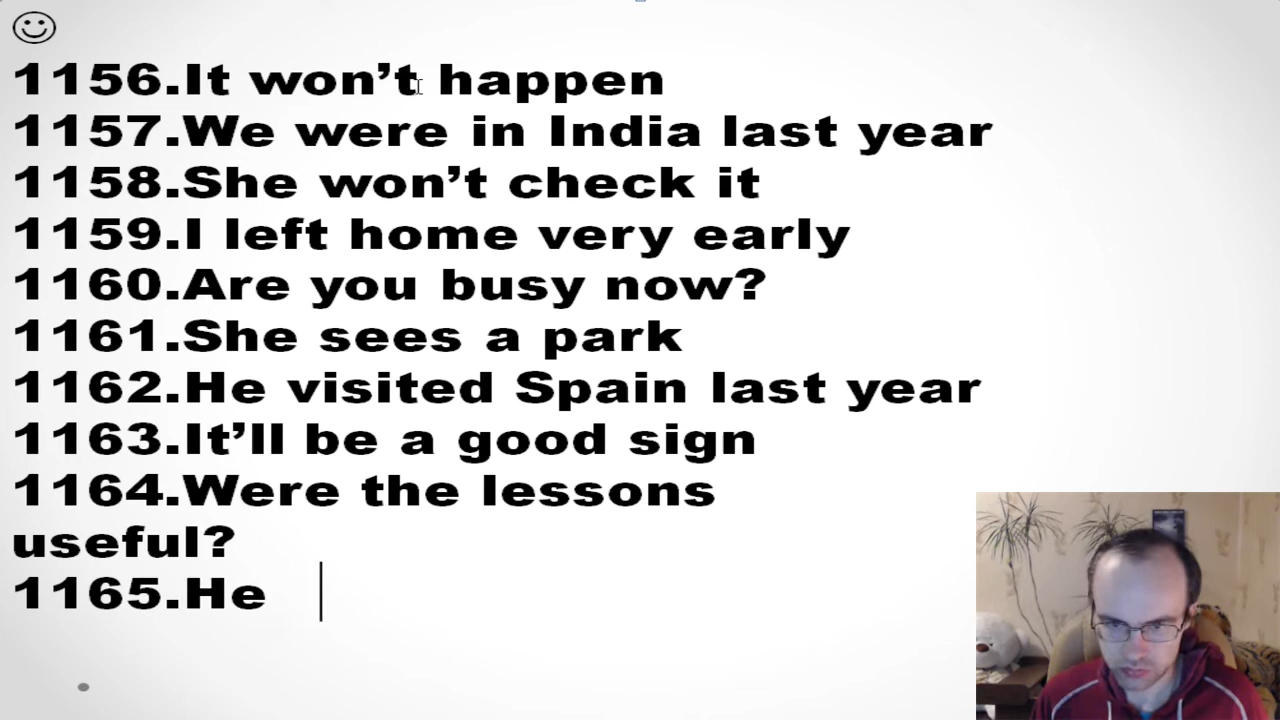 1156.It won’t happen
1157.We were in India last year
1158.She won’t check it
1159.I left home very early
1160.Are you busy now?
1161.She sees a park
1162.He visited Spain last year
1163.It’ll be a good sign
1164.Were the lessons
useful?
1165.He